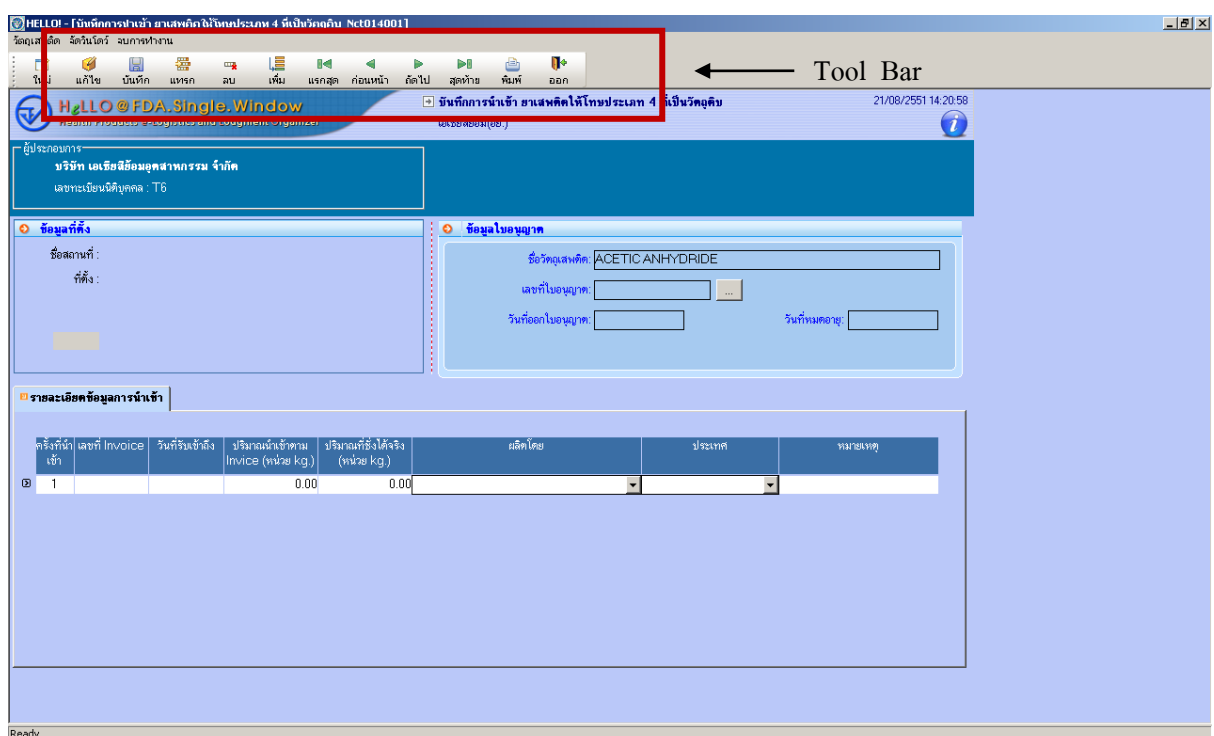 HELLO! - [บันทึกการนำเข้า ยาเสพติดให้โทษประเภท 4 ที่เป็นวัตถุดิบ Nct014001]
วัตถุเสพติด จัดวินโดว์ จบการทำงาน
ใหม่ แก้ไข บันทึก แทรก ลบ เพิ่ม แรกสุด ก่อนหน้า ถัดไป สุดท้าย พิมพ์ ออก
Tool Bar
HeLLO @ FDA.Single.Window
บันทึกการนำเข้า ยาเสพติดให้โทษประเภท 4 ที่เป็นวัตถุดิบ
21/08/2551 14:20:58
Health Products e-Logistics and Lodgment Organizer
ผู้ประกอบการ
บริษัท เอเชียสีย้อมอุตสาหกรรม จำกัด
เลขทะเบียนนิติบุคคล : T6
ข้อมูลที่ตั้ง
ชื่อสถานที่ :
ที่ตั้ง :
ข้อมูลใบอนุญาต
ชื่อวัตถุเสพติด: ACETIC ANHYDRIDE
เลขที่ใบอนุญาต: ...
วันที่ออกใบอนุญาต: วันที่หมดอายุ:
รายละเอียดข้อมูลการนำเข้า
ครั้งที่นำเข้า เลขที่ Invoice วันที่รับเข้าถึง ปริมาณนำเข้าตาม Invice (หน่วย kg.) ปริมาณที่ชั่งได้จริง (หน่วย kg.) ผลิตโดย ประเทศ หมายเหตุ
1 0.00 0.00
Ready